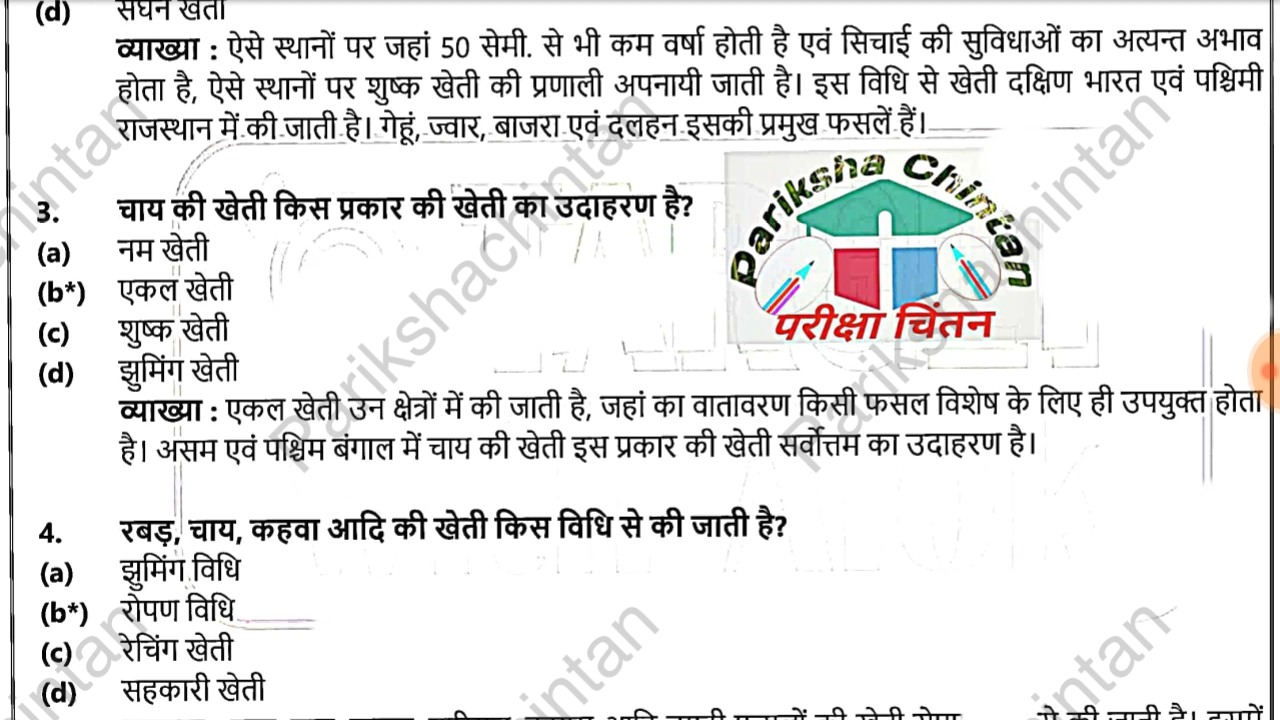 (d) सघन खेती
व्याख्या : ऐसे स्थानों पर जहां 50 सेमी. से भी कम वर्षा होती है एवं सिचाई की सुविधाओं का अत्यन्त अभाव
होता है, ऐसे स्थानों पर शुष्क खेती की प्रणाली अपनायी जाती है। इस विधि से खेती दक्षिण भारत एवं पश्चिमी
राजस्थान में की जाती है। गेहूं, ज्वार, बाजरा एवं दलहन इसकी प्रमुख फसलें हैं।
Pariksha Chintan
परीक्षा चिंतन
3. चाय की खेती किस प्रकार की खेती का उदाहरण है?
(a) नम खेती
(b*) एकल खेती
(c) शुष्क खेती
(d) झुमिंग खेती
व्याख्या : एकल खेती उन क्षेत्रों में की जाती है, जहां का वातावरण किसी फसल विशेष के लिए ही उपयुक्त होता
है। असम एवं पश्चिम बंगाल में चाय की खेती इस प्रकार की खेती सर्वोत्तम का उदाहरण है।
4. रबड़, चाय, कहवा आदि की खेती किस विधि से की जाती है?
(a) झुमिंग विधि
(b*) रोपण विधि
(c) रेचिंग खेती
(d) सहकारी खेती
Parikshachintan